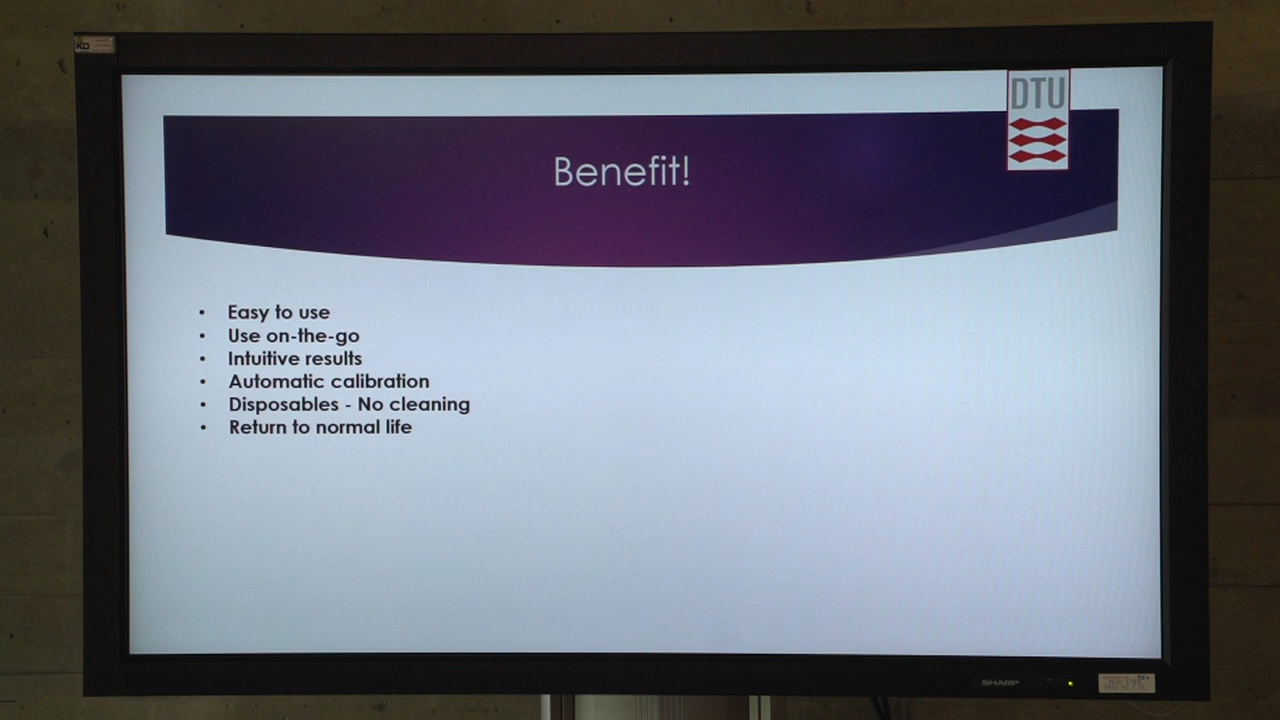 DTU
Benefit!
• Easy to use
• Use on-the-go
• Intuitive results
• Automatic calibration
• Disposables - No cleaning
• Return to normal life
SHARP